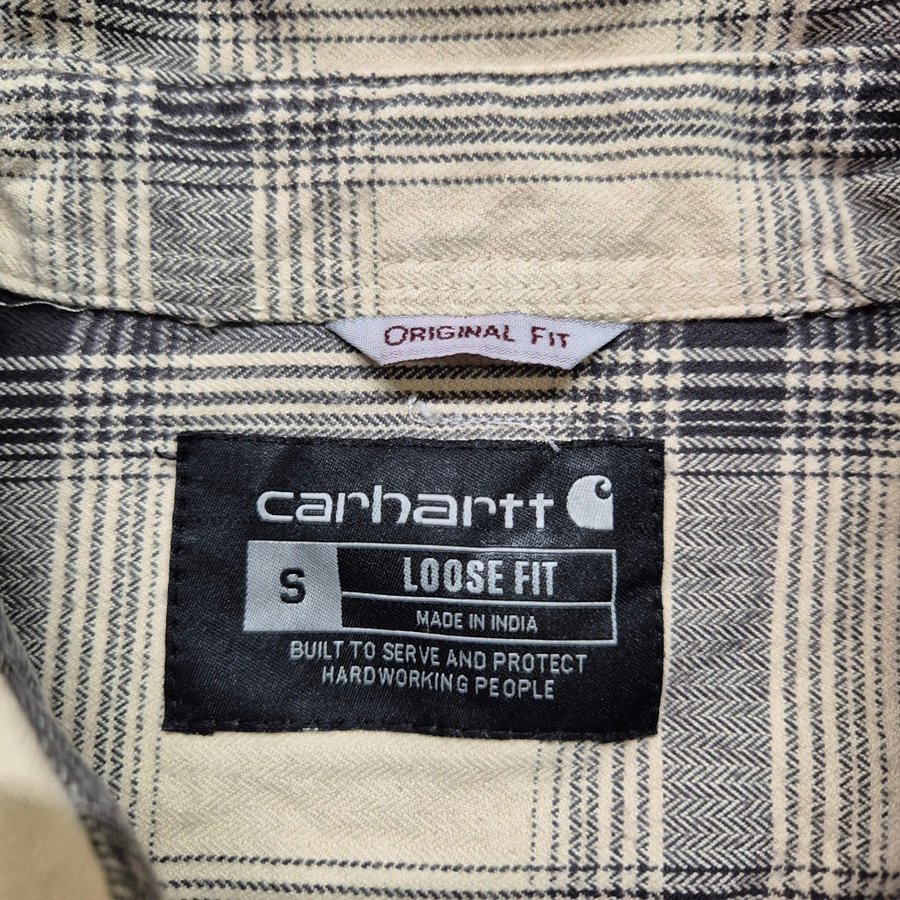 ORIGINAL FIT
carhartt
S
LOOSE FIT
MADE IN INDIA
BUILT TO SERVE AND PROTECT
HARDWORKING PEOPLE